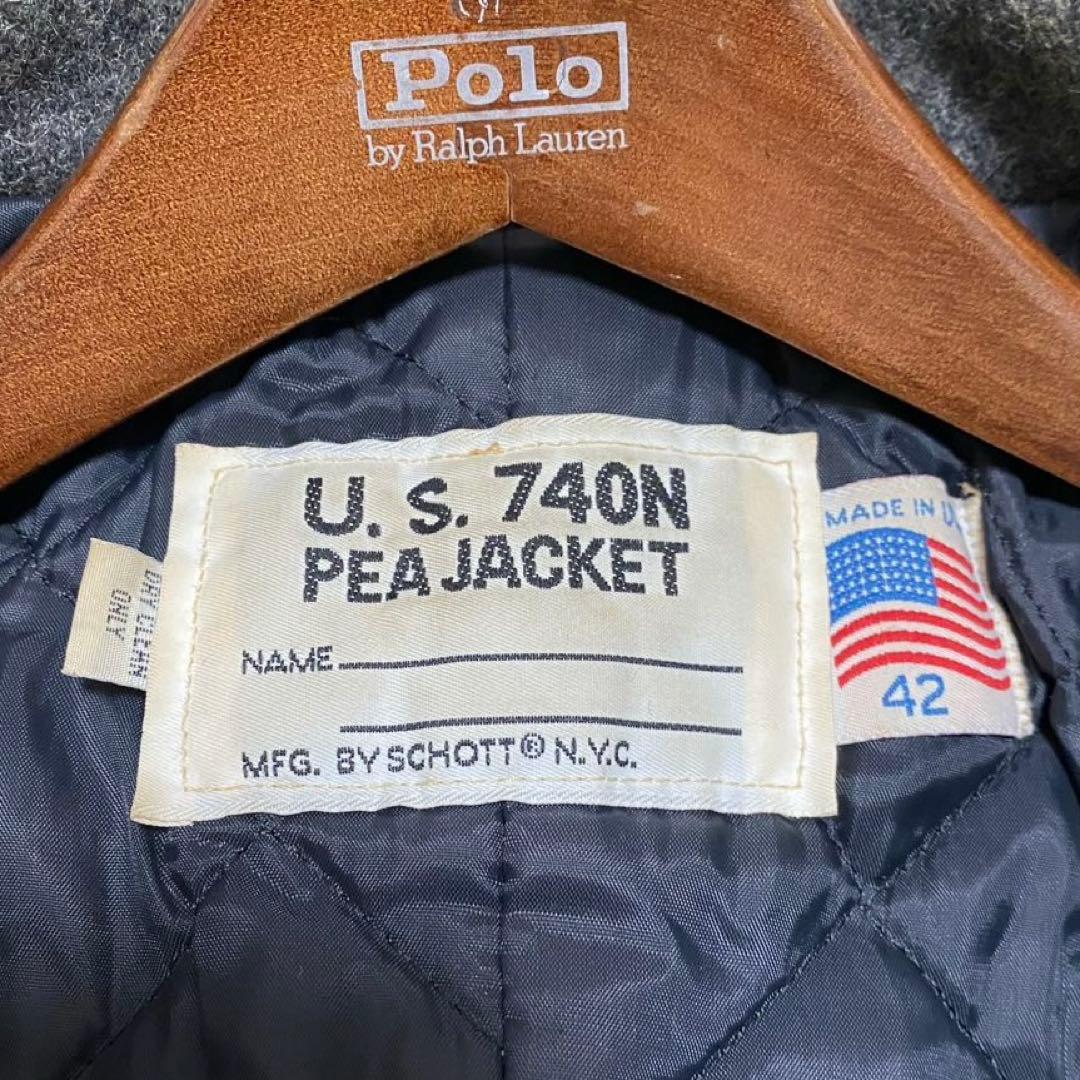 Polo
by Ralph Lauren
U. S. 740N
PEA JACKET
NAME
MFG. BY SCHOTT® N.Y.C.
MADE IN U
42
DRY CLEAN
ONLY